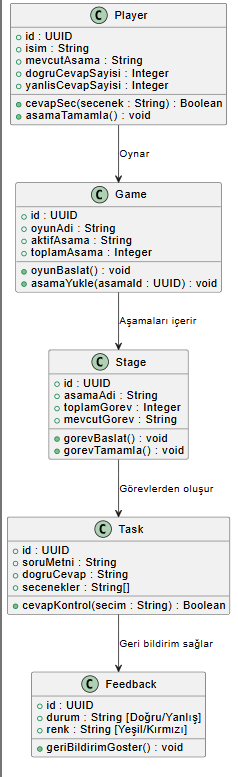 C Player
id : UUID
isim : String
mevcutAsama : String
dogruCevapSayisi : Integer
yanlisCevapSayisi : Integer
cevapSec(secenek : String) : Boolean
asamaTamamla() : void
Oynar
C Game
id : UUID
oyunAdi : String
aktifAsama : String
toplamAsama : Integer
oyunBaslat() : void
asamaYukle(asamaId : UUID) : void
Aşamaları içerir
C Stage
id : UUID
asamaAdi : String
toplamGorev : Integer
mevcutGorev : String
gorevBaslat() : void
gorevTamamla() : void
Görevlerden oluşur
C Task
id : UUID
soruMetni : String
dogruCevap : String
secenekler : String[]
cevapKontrol(secim : String) : Boolean
Geri bildirim sağlar
C Feedback
id : UUID
durum : String [Doğru/Yanlış]
renk : String [Yeşil/Kırmızı]
geriBildirimGoster() : void